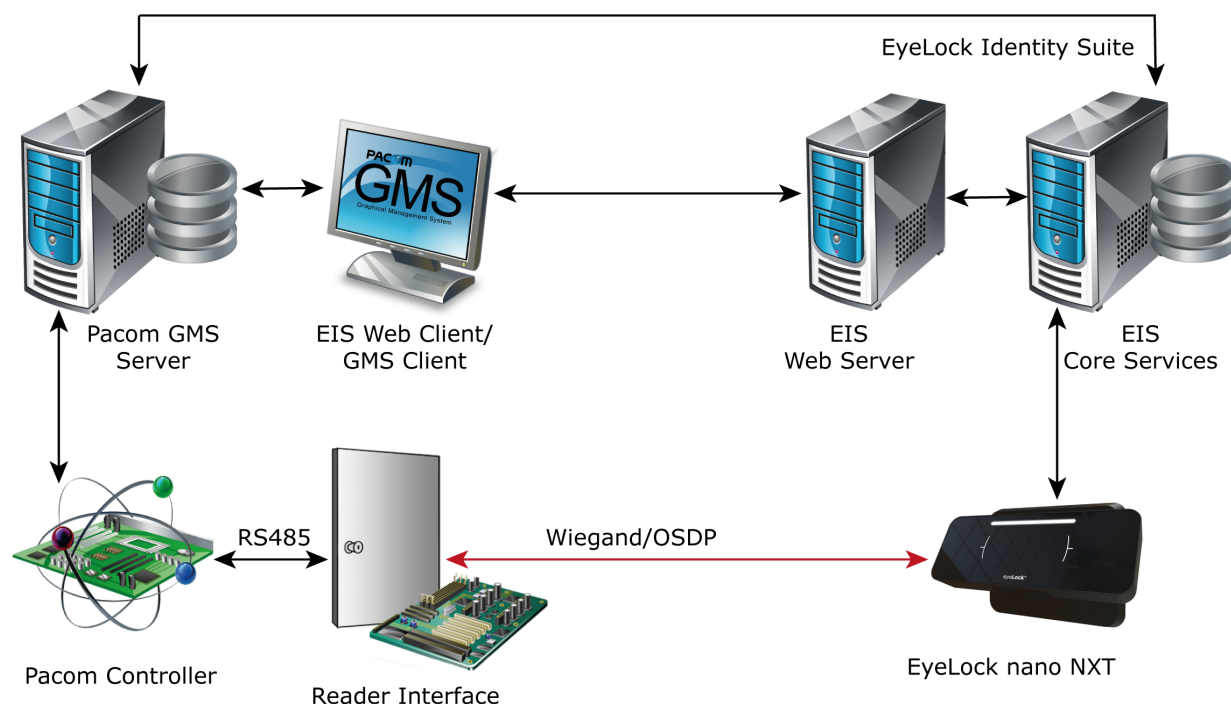 EyeLock Identity Suite
PACOM
GMS
Graphical Management System
Pacom GMS
Server
EIS Web Client/
GMS Client
EIS
Web Server
EIS
Core Services
RS485
Wiegand/OSDP
eyeLock
Pacom Controller
Reader Interface
EyeLock nano NXT